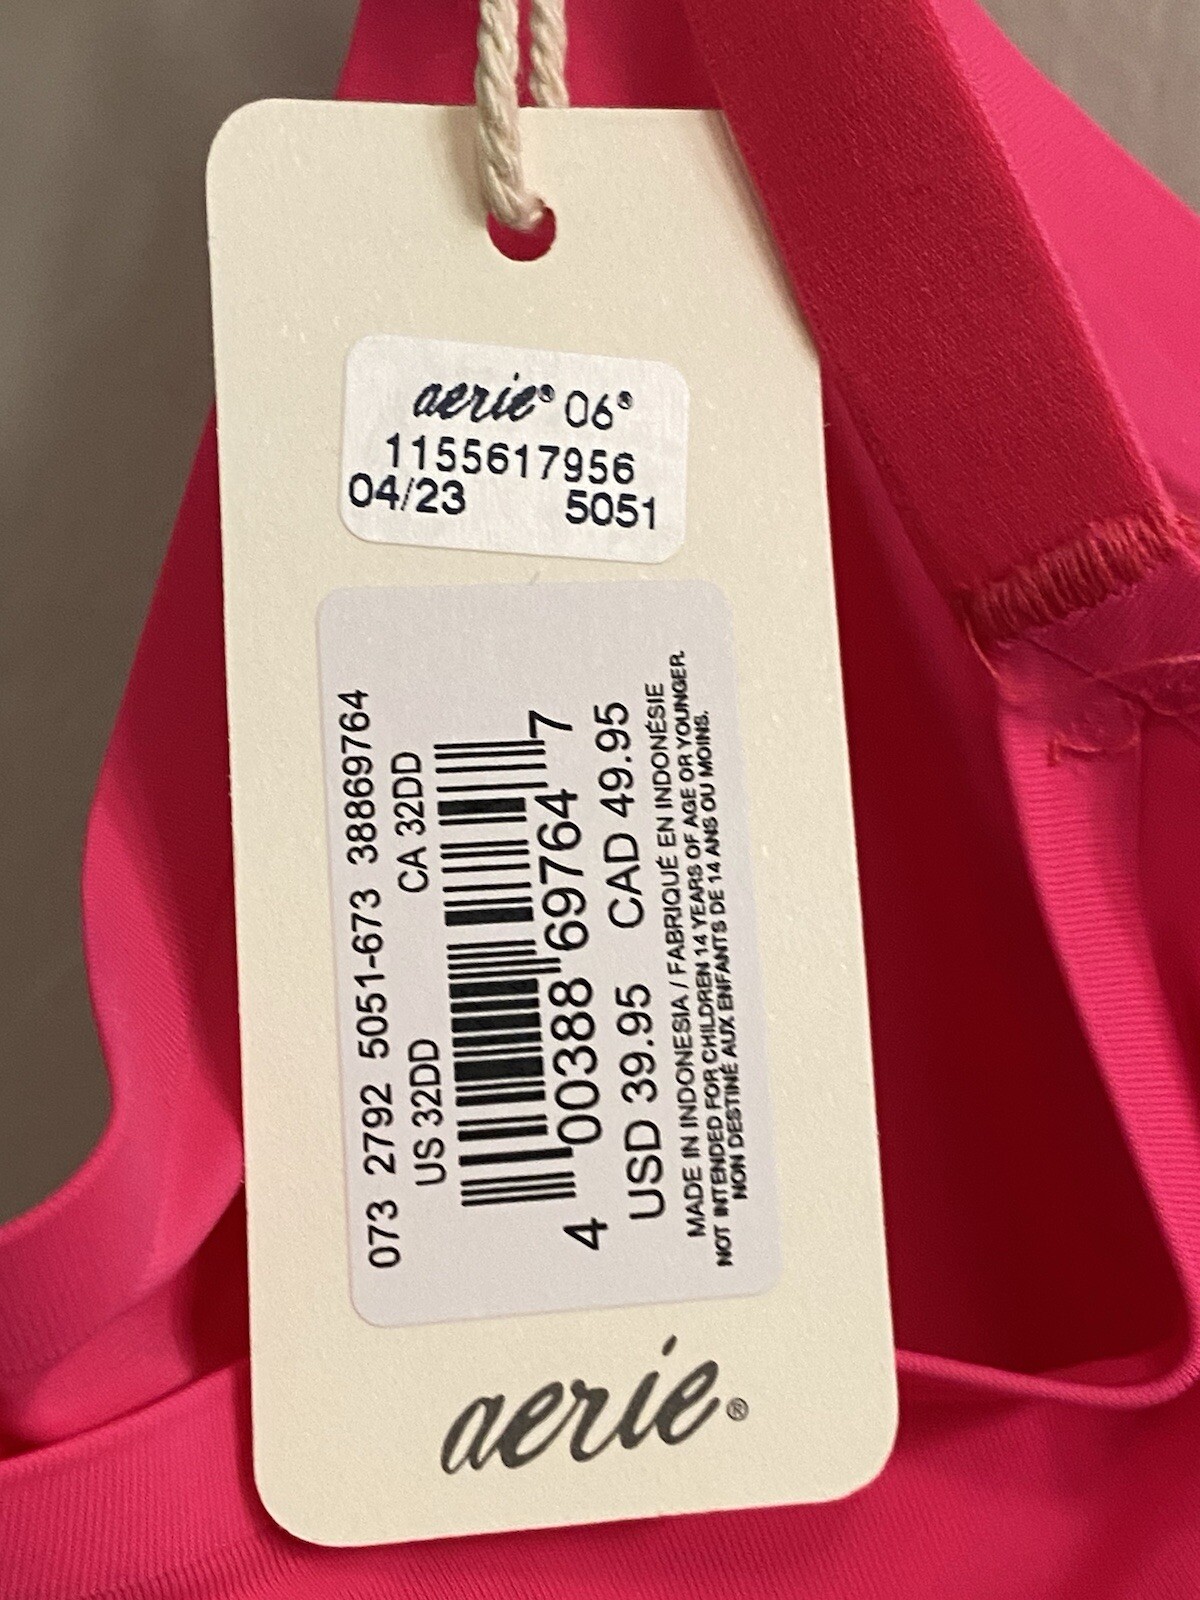 aerie® 06®
1155617956
04/23 5051
073 2792 5051-673 38869764
US 32DD CA 32DD
4 00388 69764 7
USD 39.95 CAD 49.95
MADE IN INDONESIA / FABRIQUÉ EN INDONÉSIE
NOT INTENDED FOR CHILDREN 14 YEARS OF AGE OR YOUNGER.
NON DESTINÉ AUX ENFANTS DE 14 ANS OU MOINS.
aerie®